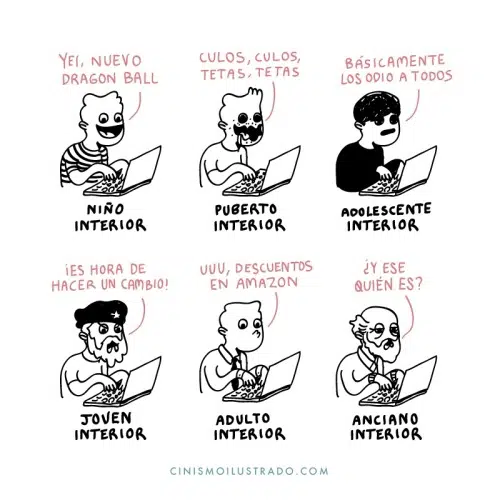 YEI, NUEVO
DRAGON BALL
CULOS, CULOS,
TETAS, TETAS
BÁSICAMENTE
LOS ODIO A TODOS
NIÑO
INTERIOR
PUBERTO
INTERIOR
ADOLESCENTE
INTERIOR
¡ES HORA DE
HACER UN CAMBIO!
UUU, DESCUENTOS
EN AMAZON
¿Y ESE
QUIÉN ES?
JOVEN
INTERIOR
ADULTO
INTERIOR
ANCIANO
INTERIOR
CINISMOILUSTRADO.COM